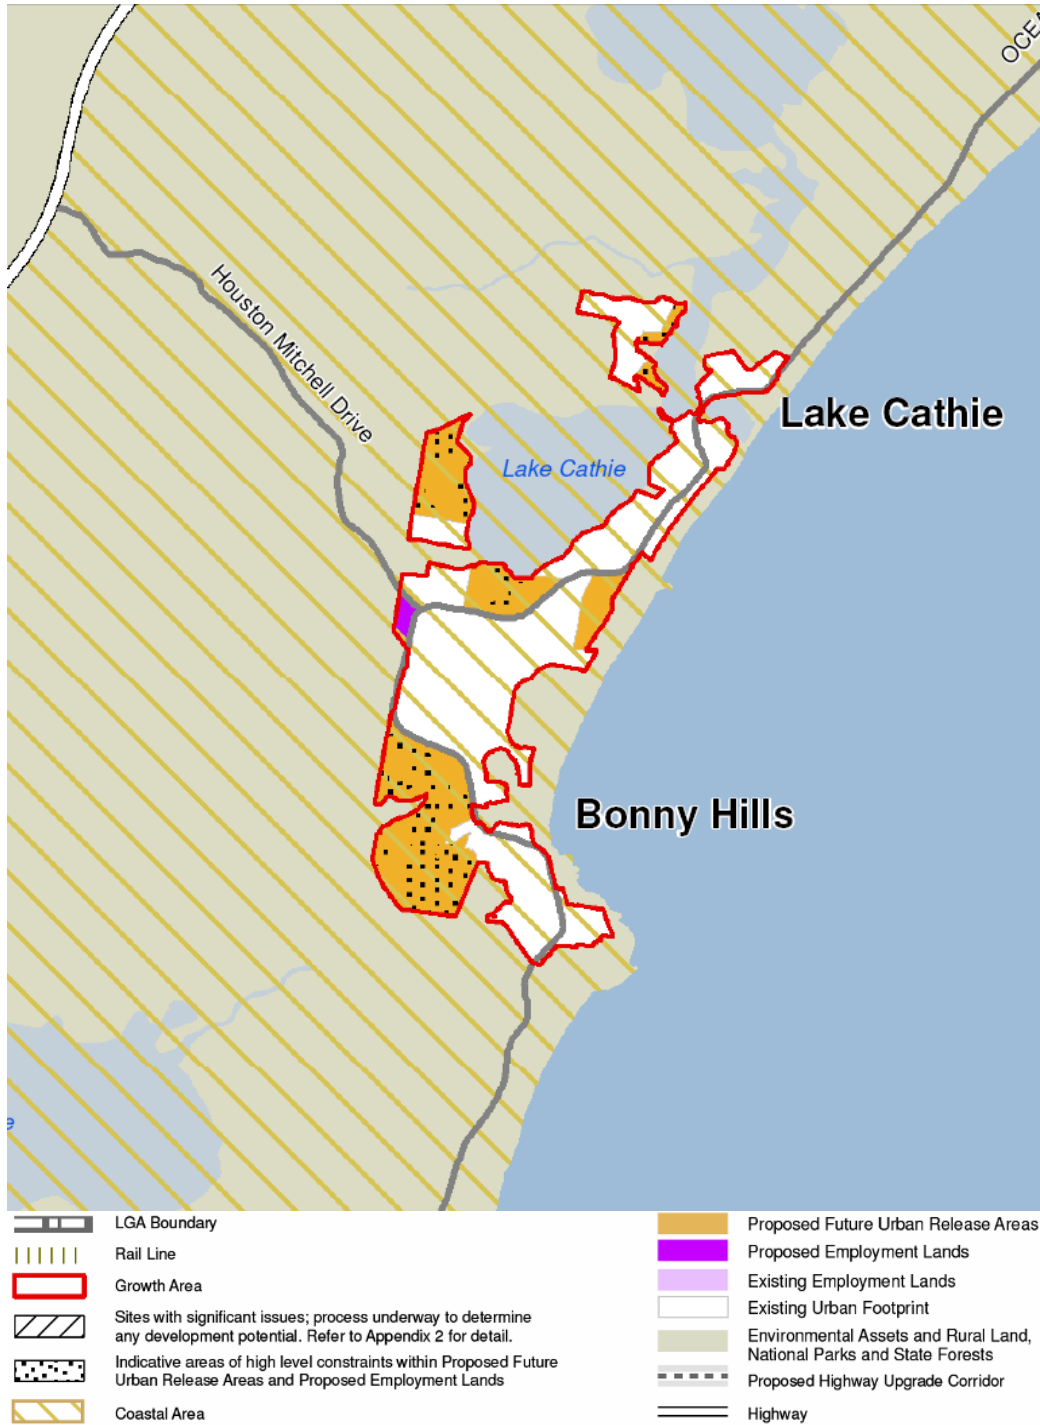 OCEA
Houston Mitchell Drive
Lake Cathie
Lake Cathie
Bonny Hills
e
LGA Boundary
Rail Line
Growth Area
Sites with significant issues; process underway to determine
any development potential. Refer to Appendix 2 for detail.
Indicative areas of high level constraints within Proposed Future
Urban Release Areas and Proposed Employment Lands
Coastal Area
Proposed Future Urban Release Areas
Proposed Employment Lands
Existing Employment Lands
Existing Urban Footprint
Environmental Assets and Rural Land,
National Parks and State Forests
Proposed Highway Upgrade Corridor
Highway